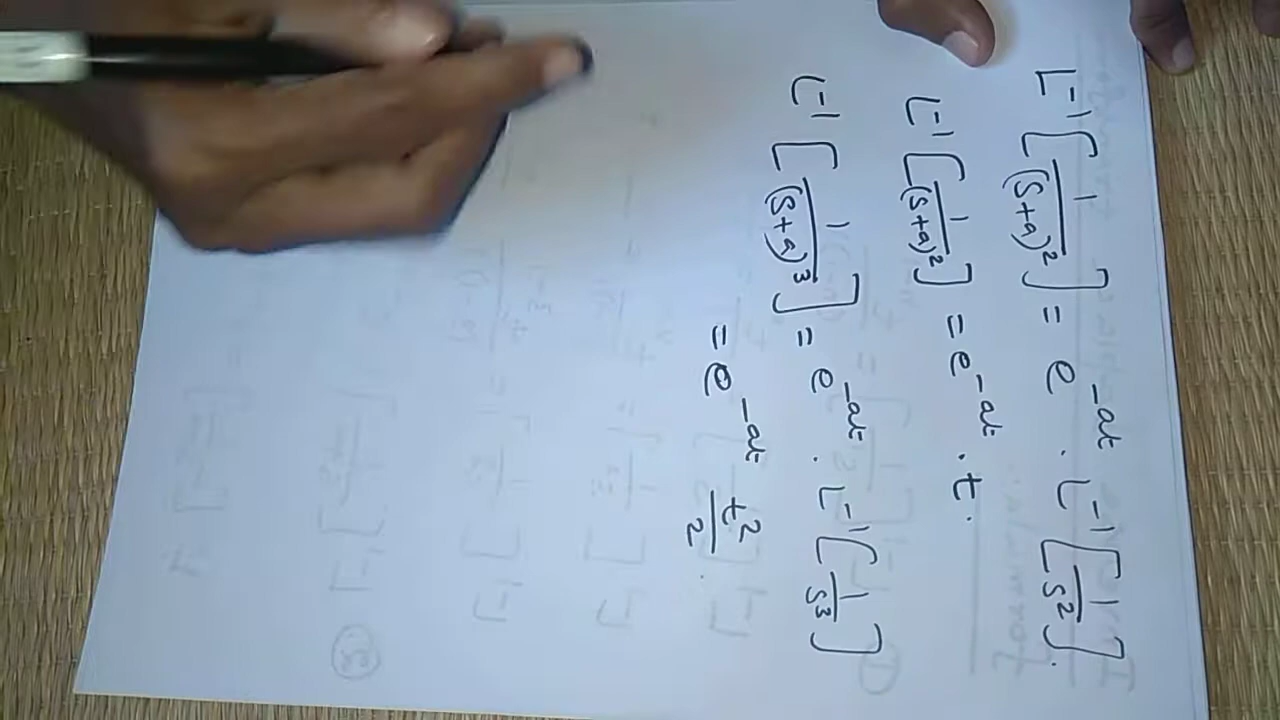 L⁻¹[1/(s+a)²] = e⁻ᵃᵗ . L⁻¹[1/s²].
L⁻¹[1/(s+a)²] = e⁻ᵃᵗ . t.
L⁻¹[1/(s+a)³] = e⁻ᵃᵗ . L⁻¹[1/s³]
= e⁻ᵃᵗ t²/2 .